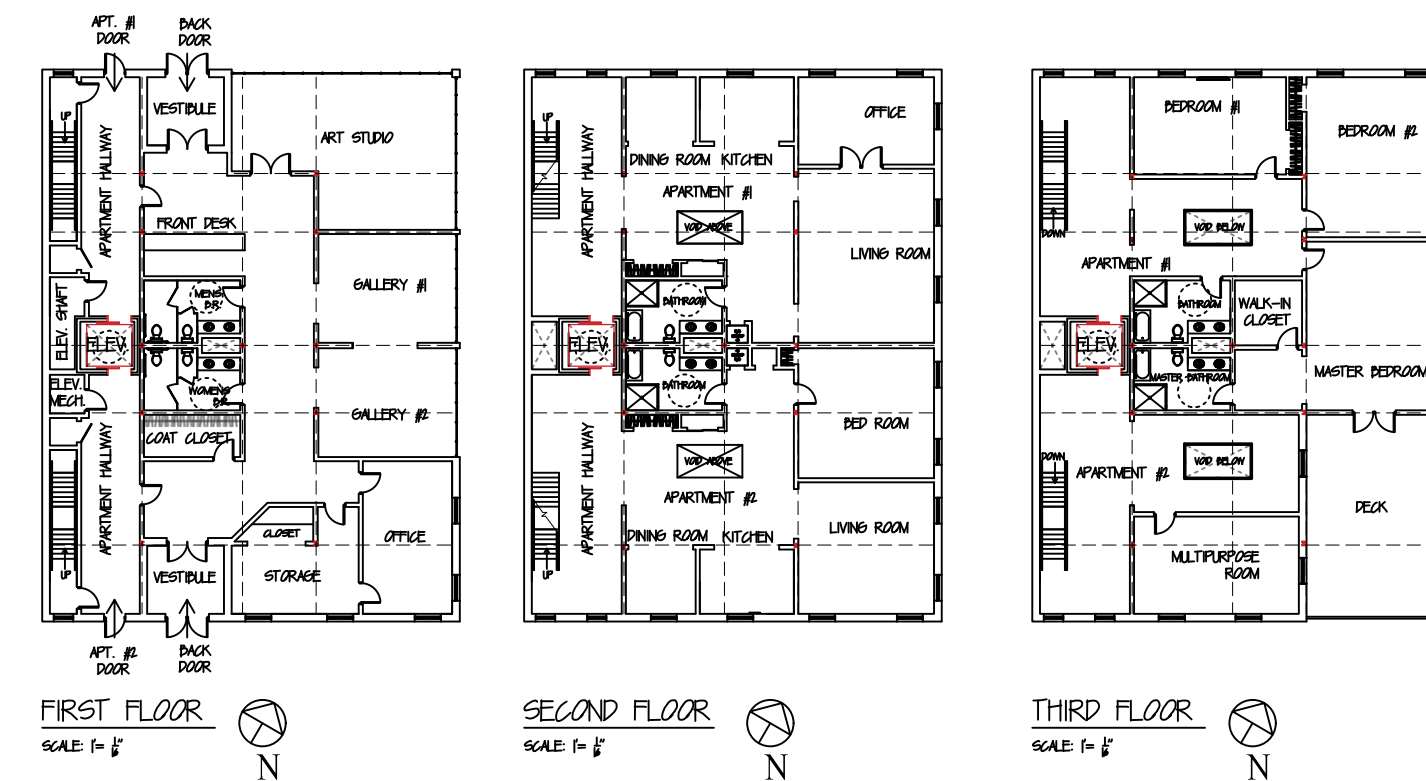 APT. #1
DOOR
BACK
DOOR
UP
APARTMENT HALLWAY
VESTIBULE
ART STUDIO
FRONT DESK
MENS
B.R.
GALLERY #1
ELEV. SHAFT
ELEV.
ELEV.
MECH.
WOMENS
B.R.
GALLERY #2
COAT CLOSET
APARTMENT HALLWAY
CLOSET
OFFICE
UP
VESTIBULE
STORAGE
APT. #2
DOOR
BACK
DOOR
FIRST FLOOR
SCALE: 1'= 1/16"
N
UP
APARTMENT HALLWAY
OFFICE
DINING ROOM
KITCHEN
APARTMENT #1
VOID ABOVE
LIVING ROOM
BATHROOM
ELEV.
BATHROOM
BED ROOM
VOID ABOVE
APARTMENT HALLWAY
APARTMENT #2
DINING ROOM
KITCHEN
LIVING ROOM
UP
SECOND FLOOR
SCALE: 1'= 1/16"
N
BEDROOM #1
BEDROOM #2
DOWN
VOID BELOW
APARTMENT #1
BATHROOM
WALK-IN
CLOSET
ELEV.
MASTER BATHROOM
MASTER BEDROOM
DOWN
VOID BELOW
APARTMENT #2
DECK
MULTIPURPOSE
ROOM
THIRD FLOOR
SCALE: 1'= 1/16"
N